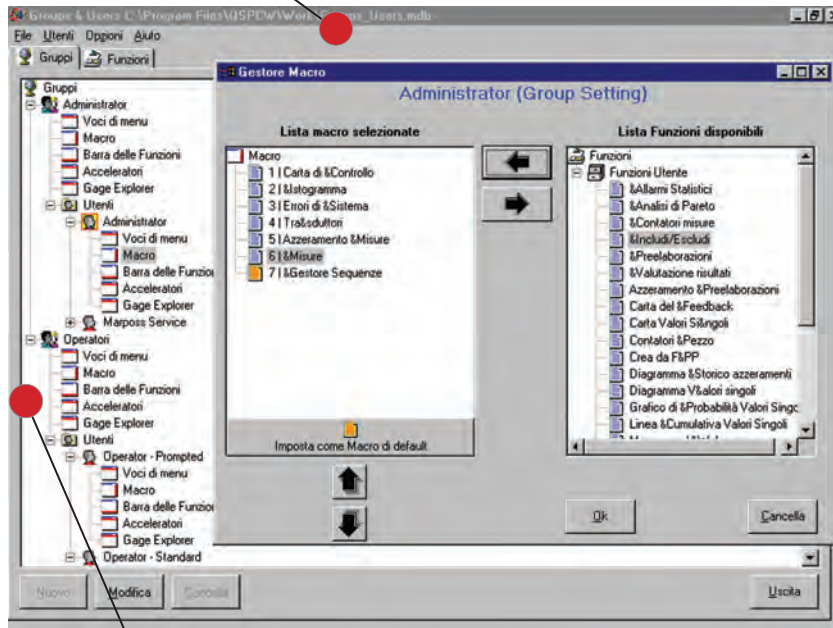 Groups & Users C:\Program Files\QSPCW\Work\Groups_Users.mdb
File Utenti Opzioni Aiuto
Gruppi Funzioni
Gruppi
Administrator
Voci di menu
Macro
Barra delle Funzioni
Acceleratori
Gage Explorer
Utenti
Administrator
Voci di menu
Macro
Barra delle Funzion
Acceleratori
Gage Explorer
Marposs Service
Operatori
Voci di menu
Macro
Barra delle Funzioni
Acceleratori
Gage Explorer
Utenti
Operator - Prompted
Voci di menu
Macro
Barra delle Funzion
Acceleratori
Gage Explorer
Operator - Standard
Nuovo Modifica Cancella Uscita
Gestore Macro
Administrator (Group Setting)
Lista macro selezionate
Macro
1 | Carta di &Controllo
2 | &Istogramma
3 | Errori di &Sistema
4 | Tra&sduttori
5 | Azzeramento &Misure
6 | &Misure
7 | &Gestore Sequenze
Imposta come Macro di default
Lista Funzioni disponibili
Funzioni
Funzioni Utente
&Allarmi Statistici
&Analisi di Pareto
&Contatori misure
&Includi/Escludi
&Preelaborazioni
&Valutazione risultati
Azzeramento &Preelaborazioni
Carta del &Feedback
Carta Valori Si&ngoli
Contatori &Pezzo
Crea da F&PP
Diagramma &Storico azzeramenti
Diagramma V&alori singoli
Grafico di &Probabilità Valori Singc
Linea &Cumulativa Valori Singoli
Ok Cancella